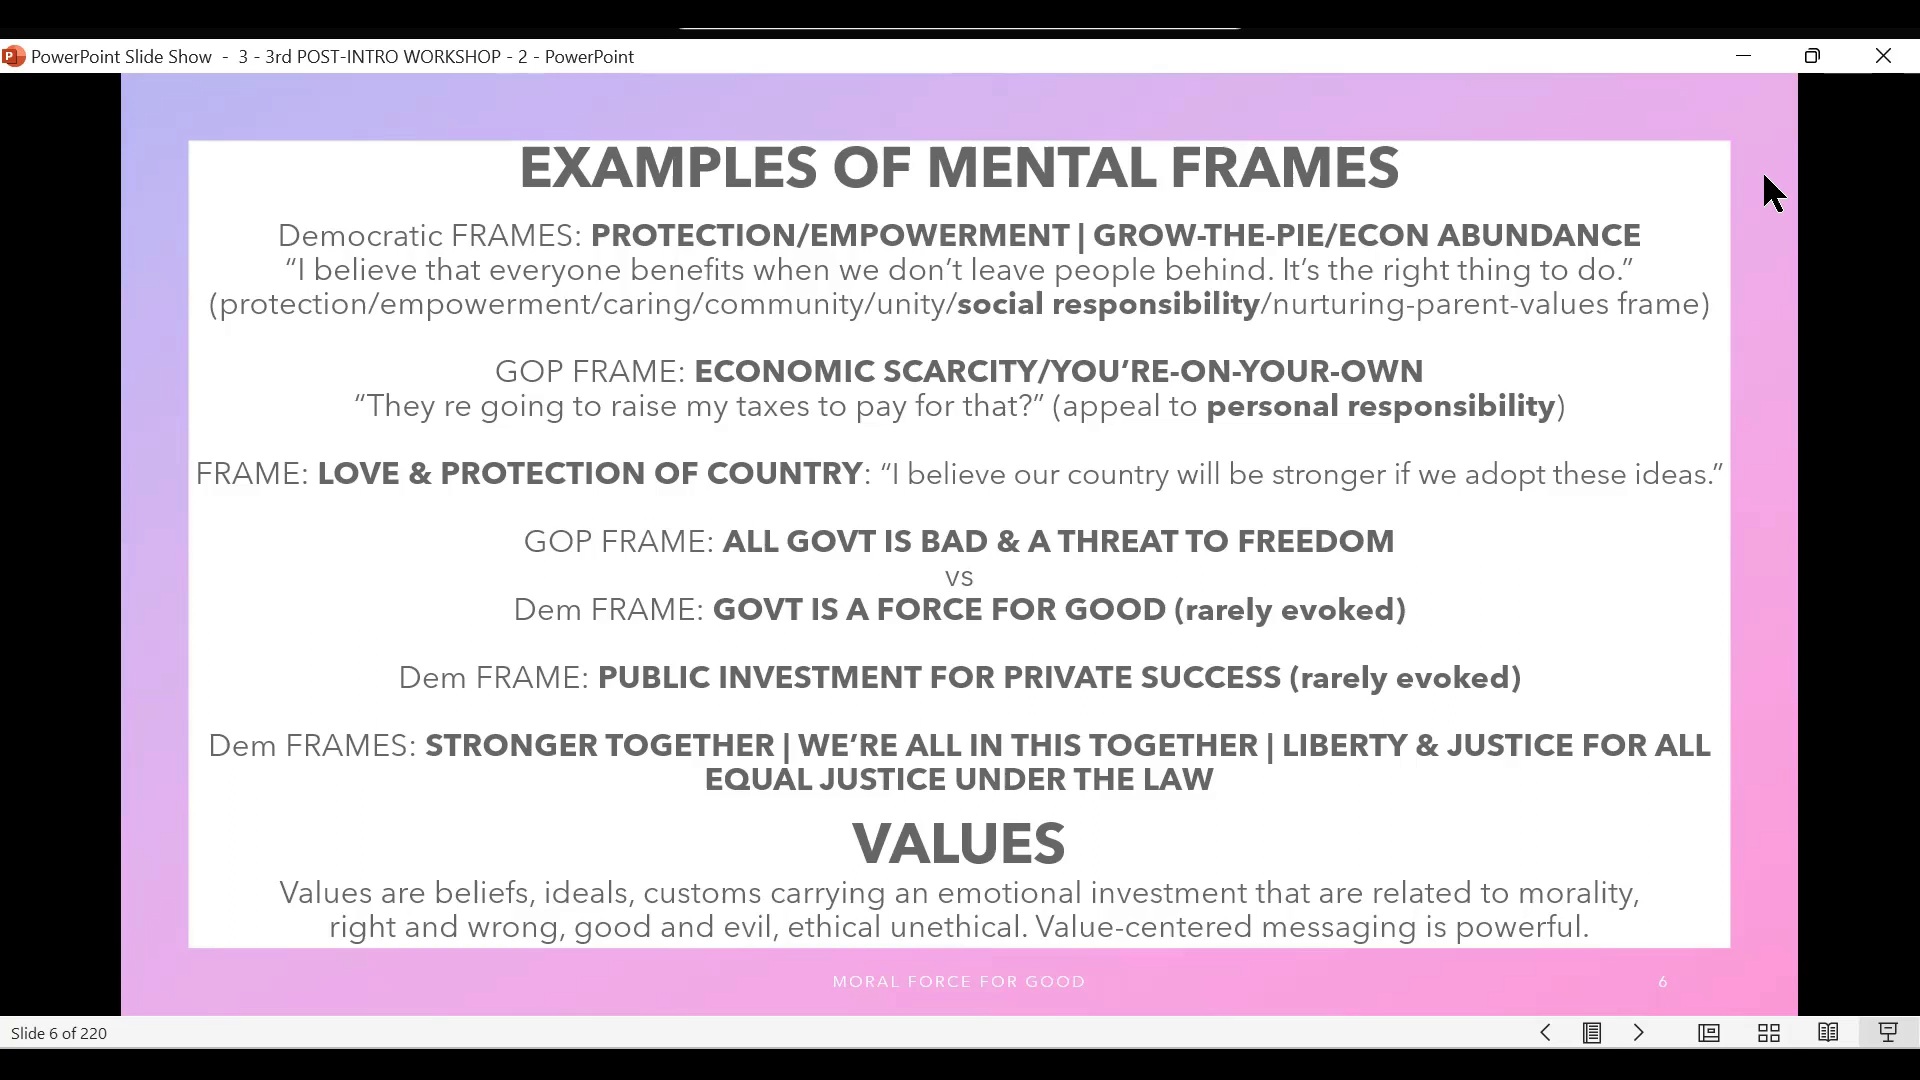 PowerPoint Slide Show - 3 - 3rd POST-INTRO WORKSHOP - 2 - PowerPoint
EXAMPLES OF MENTAL FRAMES
Democratic FRAMES: PROTECTION/EMPOWERMENT | GROW-THE-PIE/ECON ABUNDANCE
“I believe that everyone benefits when we don’t leave people behind. It’s the right thing to do.”
(protection/empowerment/caring/community/unity/social responsibility/nurturing-parent-values frame)
GOP FRAME: ECONOMIC SCARCITY/YOU’RE-ON-YOUR-OWN
“They re going to raise my taxes to pay for that?” (appeal to personal responsibility)
FRAME: LOVE & PROTECTION OF COUNTRY: “I believe our country will be stronger if we adopt these ideas.”
GOP FRAME: ALL GOVT IS BAD & A THREAT TO FREEDOM
vs
Dem FRAME: GOVT IS A FORCE FOR GOOD (rarely evoked)
Dem FRAME: PUBLIC INVESTMENT FOR PRIVATE SUCCESS (rarely evoked)
Dem FRAMES: STRONGER TOGETHER | WE’RE ALL IN THIS TOGETHER | LIBERTY & JUSTICE FOR ALL
EQUAL JUSTICE UNDER THE LAW
VALUES
Values are beliefs, ideals, customs carrying an emotional investment that are related to morality,
right and wrong, good and evil, ethical unethical. Value-centered messaging is powerful.
MORAL FORCE FOR GOOD
6
Slide 6 of 220